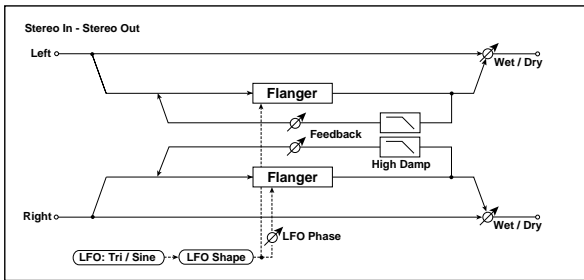 Stereo In - Stereo Out
Left
Wet / Dry
Flanger
Feedback
High Damp
Flanger
Right
Wet / Dry
LFO Phase
LFO: Tri / Sine
LFO Shape